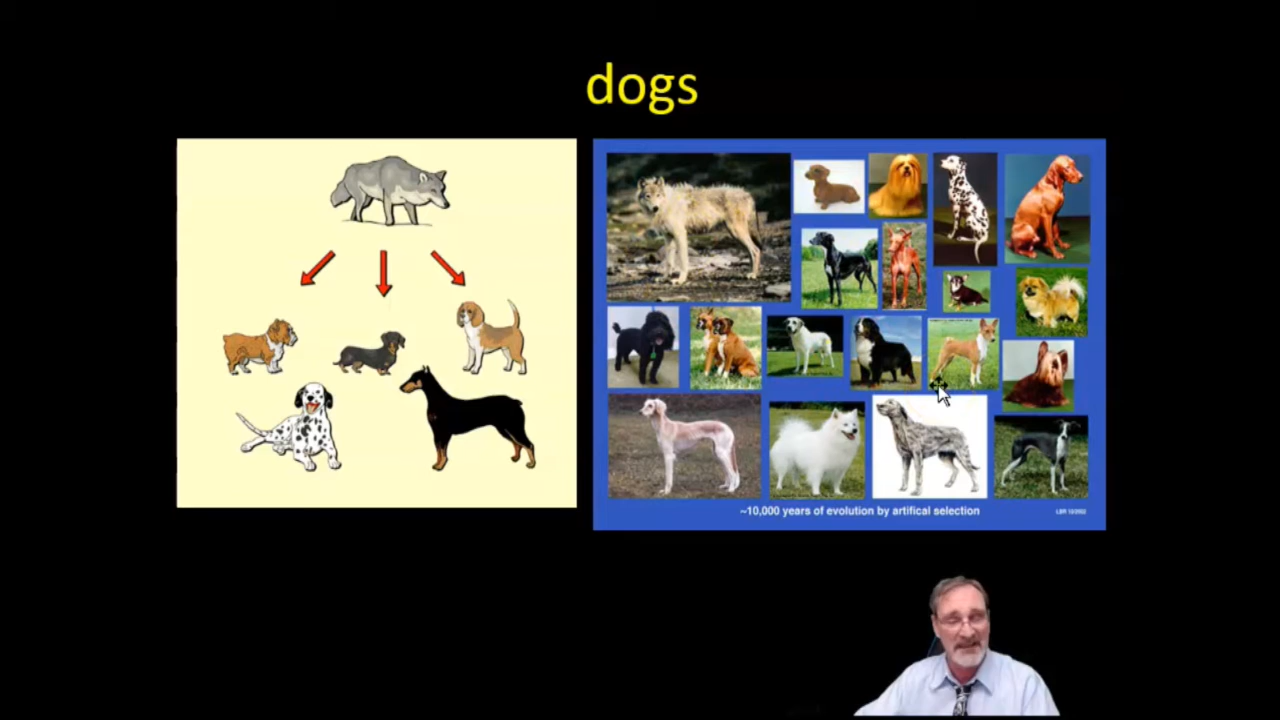 dogs
~10,000 years of evolution by artifical selection